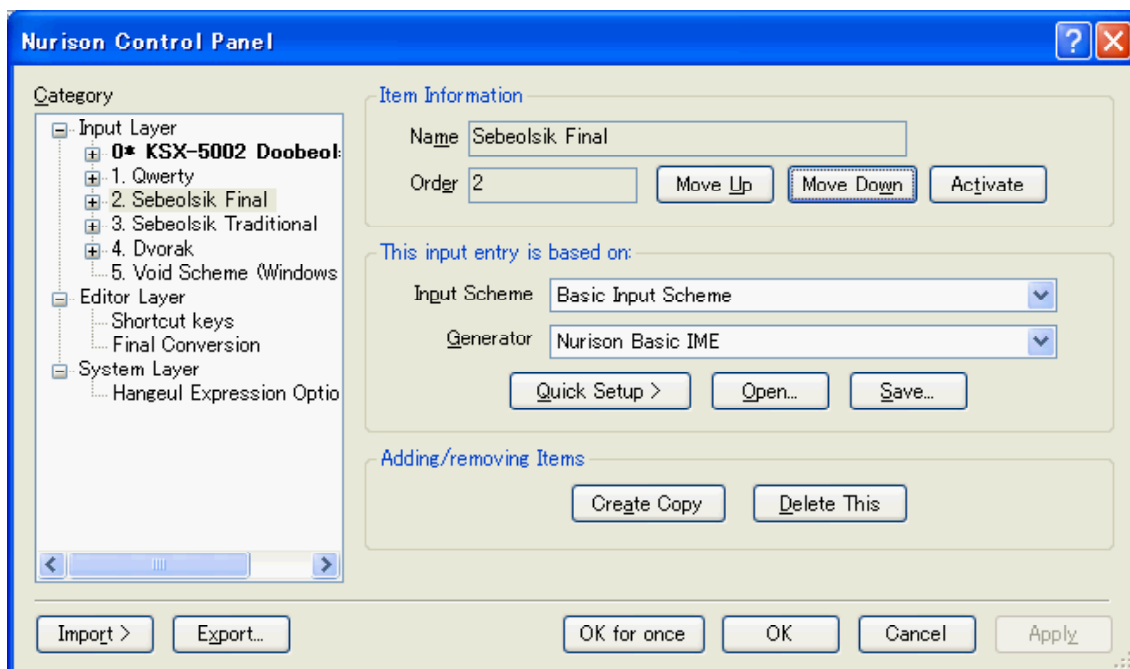 Nurison Control Panel
Category
Input Layer
0* KSX-5002 Doobeol
1. Qwerty
2. Sebeolsik Final
3. Sebeolsik Traditional
4. Dvorak
5. Void Scheme (Windows
Editor Layer
Shortcut keys
Final Conversion
System Layer
Hangeul Expression Optio
Item Information
Name Sebeolsik Final
Order 2 Move Up Move Down Activate
This input entry is based on:
Input Scheme Basic Input Scheme
Generator Nurison Basic IME
Quick Setup > Open... Save...
Adding/removing Items
Create Copy Delete This
Import > Export... OK for once OK Cancel Apply